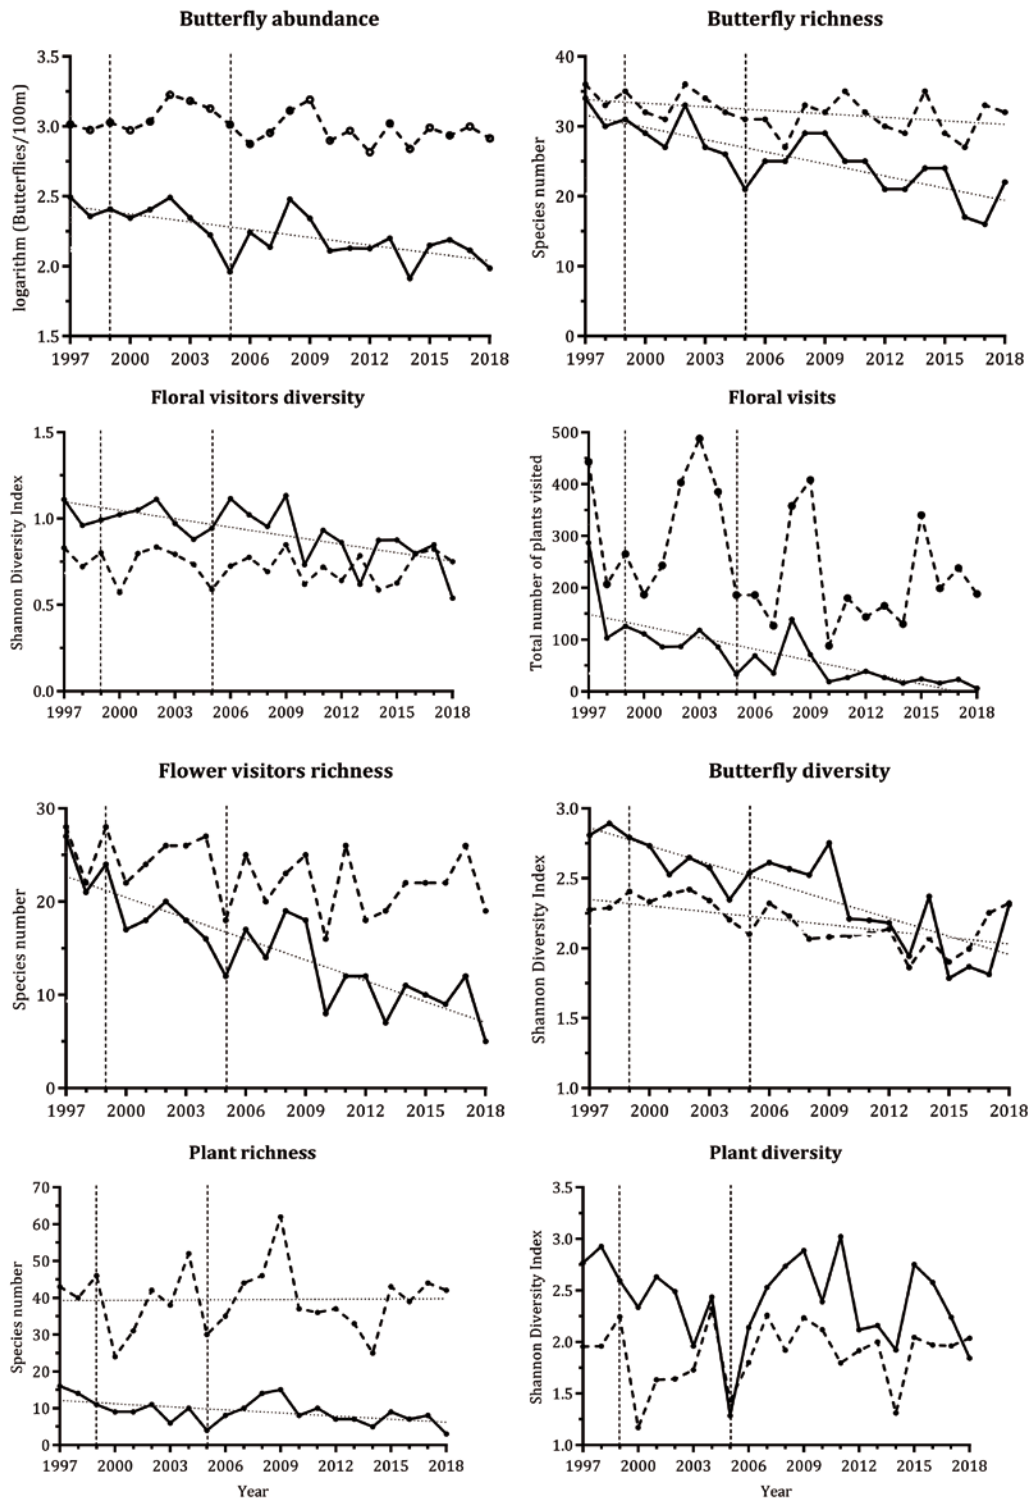 Butterfly abundance
logarithm (Butterflies/100m)
3.5
3.0
2.5
2.0
1.5
1997 2000 2003 2006 2009 2012 2015 2018
Butterfly richness
Species number
40
30
20
10
0
1997 2000 2003 2006 2009 2012 2015 2018
Floral visitors diversity
Shannon Diversity Index
1.5
1.0
0.5
0.0
1997 2000 2003 2006 2009 2012 2015 2018
Floral visits
Total number of plants visited
500
400
300
200
100
0
1997 2000 2003 2006 2009 2012 2015 2018
Flower visitors richness
Species number
30
20
10
0
1997 2000 2003 2006 2009 2012 2015 2018
Butterfly diversity
Shannon Diversity Index
3.0
2.5
2.0
1.5
1.0
1997 2000 2003 2006 2009 2012 2015 2018
Plant richness
Species number
70
60
50
40
30
20
10
0
1997 2000 2003 2006 2009 2012 2015 2018
Year
Plant diversity
Shannon Diversity Index
3.5
3.0
2.5
2.0
1.5
1.0
1997 2000 2003 2006 2009 2012 2015 2018
Year